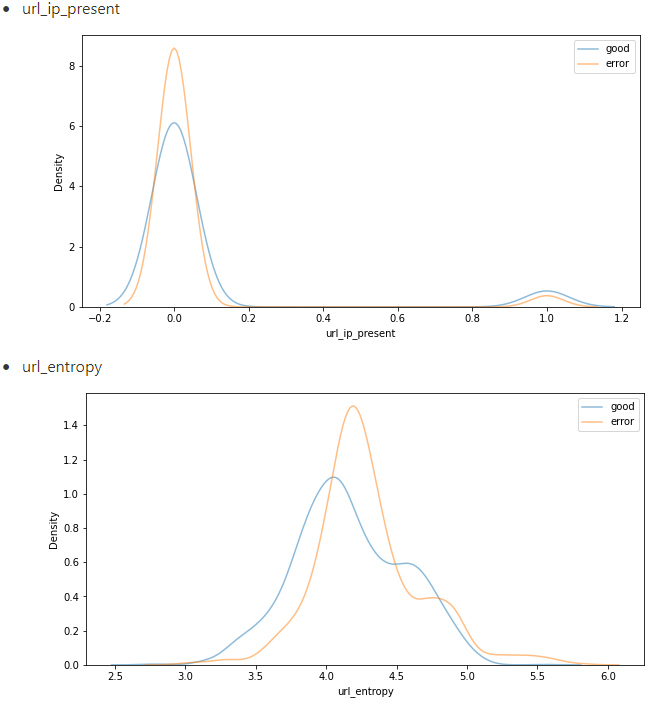 url_ip_present
good
error
8
6
4
2
0
Density
−0.2 0.0 0.2 0.4 0.6 0.8 1.0 1.2
url_ip_present
url_entropy
good
error
1.4
1.2
1.0
0.8
0.6
0.4
0.2
0.0
Density
2.5 3.0 3.5 4.0 4.5 5.0 5.5 6.0
url_entropy